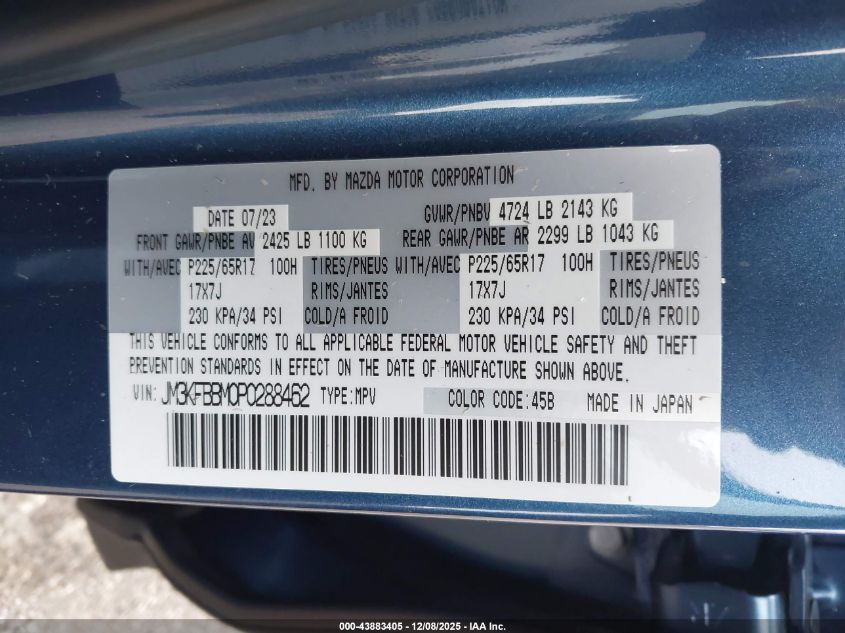 MFD. BY MAZDA MOTOR CORPORATION
DATE 07/23 GVWR/PNBV 4724 LB 2143 KG
FRONT GAWR/PNBE AV 2425 LB 1100 KG REAR GAWR/PNBE AR 2299 LB 1043 KG
WITH/AVEC P225/65R17 100H TIRES/PNEUS WITH/AVEC P225/65R17 100H TIRES/PNEUS
17X7J RIMS/JANTES 17X7J RIMS/JANTES
230 KPA/34 PSI COLD/A FROID 230 KPA/34 PSI COLD/A FROID
THIS VEHICLE CONFORMS TO ALL APPLICABLE FEDERAL MOTOR VEHICLE SAFETY AND THEFT
PREVENTION STANDARDS IN EFFECT ON THE DATE OF MANUFACTURE SHOWN ABOVE.
VIN: JM3KFBBM0P0288462 TYPE:MPV COLOR CODE:45B MADE IN JAPAN
000-43883405 - 12/08/2025 - IAA Inc.